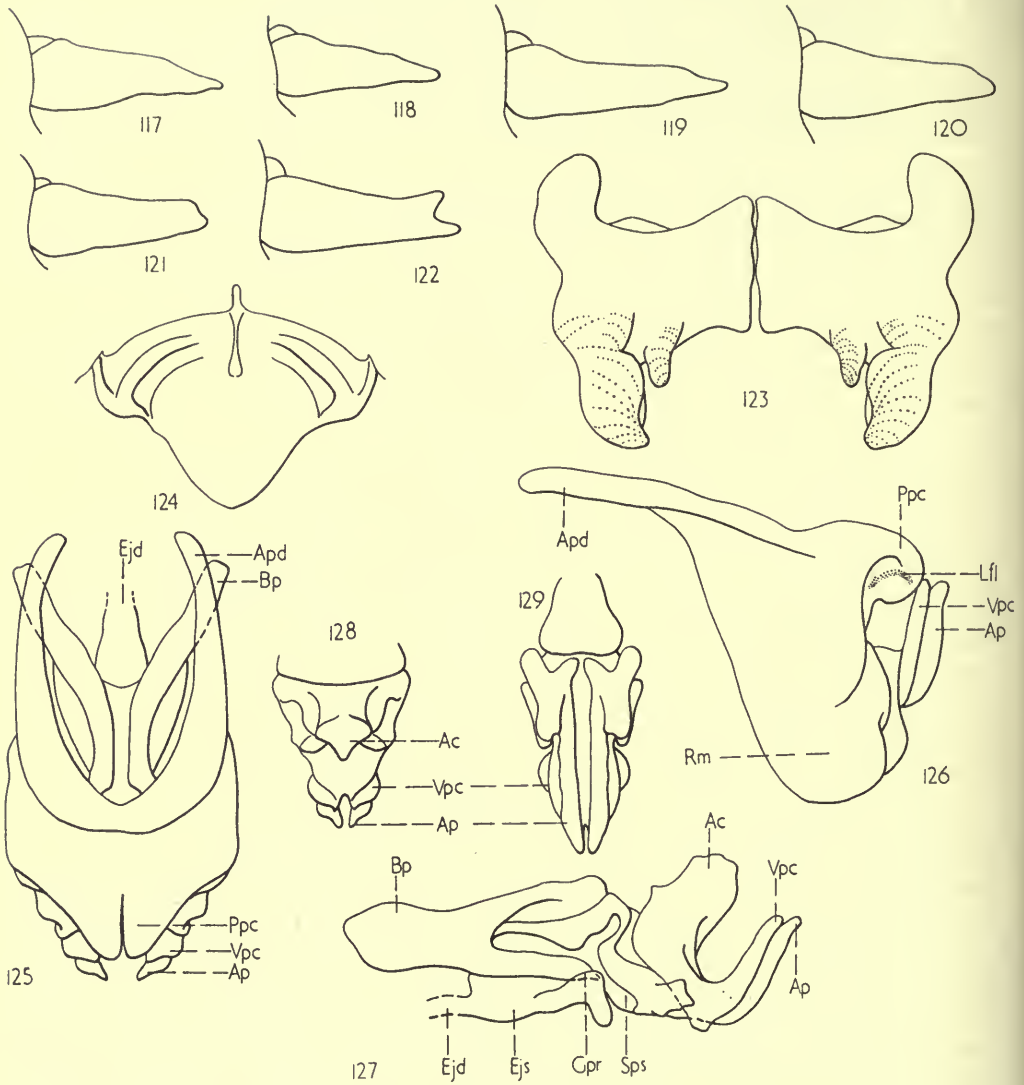 117
118
119
120
121
122
123
124
Ppc
Apd
Lfl
Vpc
Ap
Ejd
Apd
Bp
129
128
Ac
Rm
126
Vpc
Ap
Ac
Bp
Vpc
Ppc
Vpc
Ap
125
Ap
127
Ejd
Ejs
Gpr
Sps